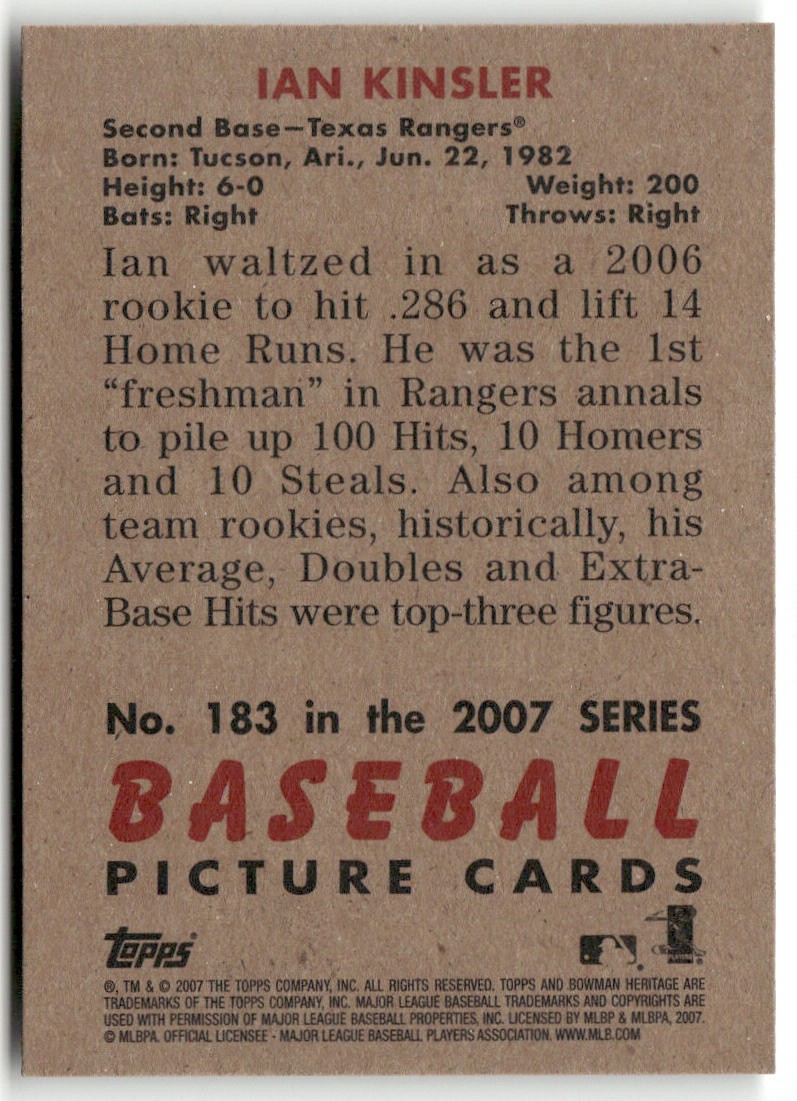 IAN KINSLER
Second Base—Texas Rangers®
Born: Tucson, Ari., Jun. 22, 1982
Height: 6-0 Weight: 200
Bats: Right Throws: Right
Ian waltzed in as a 2006
rookie to hit .286 and lift 14
Home Runs. He was the 1st
“freshman” in Rangers annals
to pile up 100 Hits, 10 Homers
and 10 Steals. Also among
team rookies, historically, his
Average, Doubles and Extra-
Base Hits were top-three figures.
No. 183 in the 2007 SERIES
BASEBALL
PICTURE CARDS
Topps
®, TM & © 2007 THE TOPPS COMPANY, INC. ALL RIGHTS RESERVED. TOPPS AND BOWMAN HERITAGE ARE
TRADEMARKS OF THE TOPPS COMPANY, INC. MAJOR LEAGUE BASEBALL TRADEMARKS AND COPYRIGHTS ARE
USED WITH PERMISSION OF MAJOR LEAGUE BASEBALL PROPERTIES, INC. LICENSED BY MLBP & MLBPA, 2007.
© MLBPA. OFFICIAL LICENSEE - MAJOR LEAGUE BASEBALL PLAYERS ASSOCIATION. WWW.MLB.COM